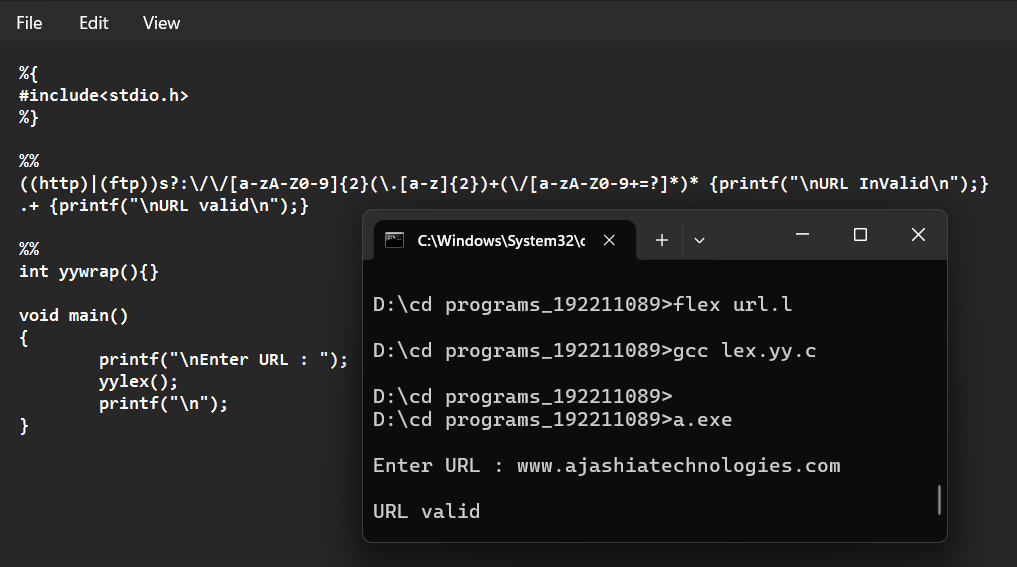 File Edit View
%{
#include<stdio.h>
%}
%%
((http)|(ftp))s?:\/\/[a-zA-Z0-9]{2}(\.[a-z]{2})+(\/[a-zA-Z0-9+=?]*)* {printf("\nURL InValid\n");}
.+ {printf("\nURL valid\n");}
%%
int yywrap(){}
void main()
{
printf("\nEnter URL : ");
yylex();
printf("\n");
}
C:\Windows\System32\c
D:\cd programs_192211089>flex url.l
D:\cd programs_192211089>gcc lex.yy.c
D:\cd programs_192211089>
D:\cd programs_192211089>a.exe
Enter URL : www.ajashiatechnologies.com
URL valid